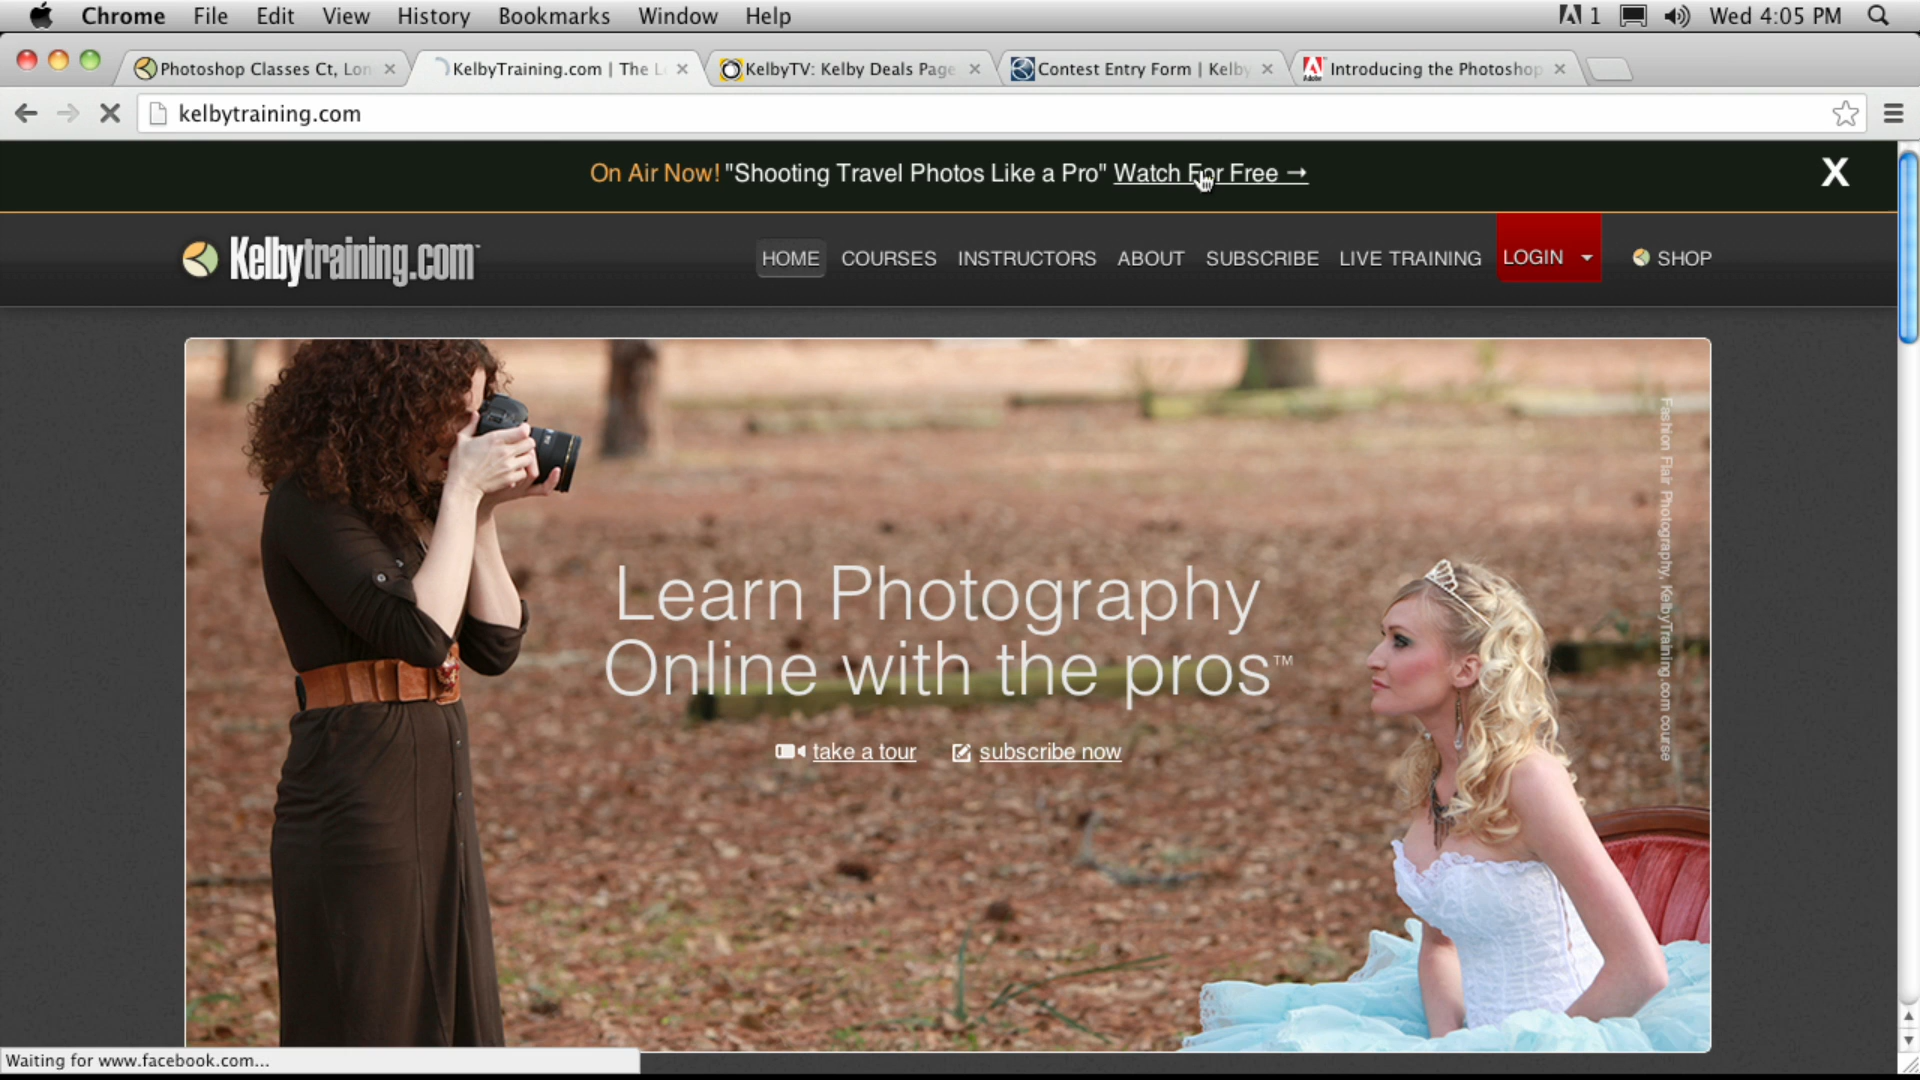 Chrome File Edit View History Bookmarks Window Help 1 Wed 4:05 PM
Photoshop Classes Ct, Lon
KelbyTraining.com | The L
KelbyTV: Kelby Deals Page
Contest Entry Form | Kelby
Introducing the Photoshop
kelbytraining.com
On Air Now! "Shooting Travel Photos Like a Pro" Watch For Free →
X
Kelbytraining.com
HOME COURSES INSTRUCTORS ABOUT SUBSCRIBE LIVE TRAINING LOGIN SHOP
Learn Photography
Online with the pros™
take a tour subscribe now
Fashion Flair Photography, KelbyTraining.com course
Waiting for www.facebook.com...